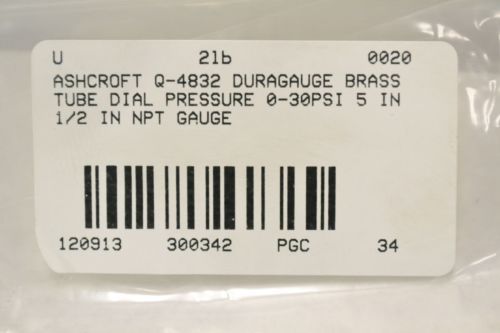 U 2lb 0020
ASHCROFT Q-4832 DURAGAUGE BRASS
TUBE DIAL PRESSURE 0-30PSI 5 IN
1/2 IN NPT GAUGE
120913 300342 PGC 34